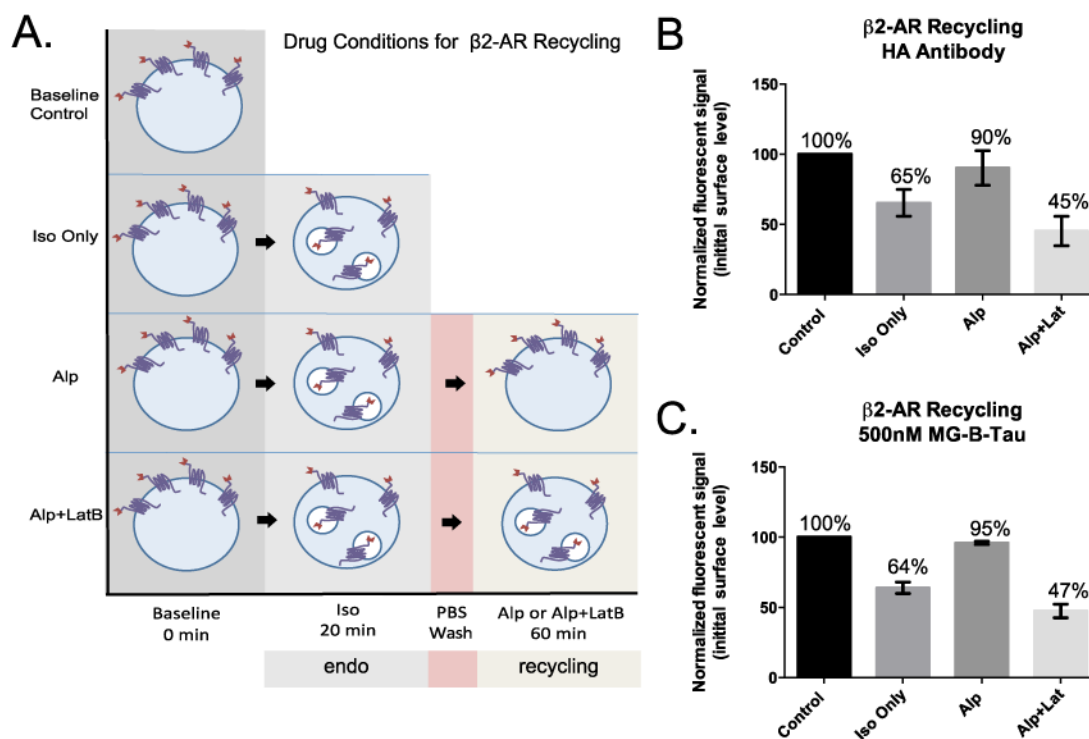 A.
Drug Conditions for β2-AR Recycling
Baseline
Control
Iso Only
Alp
Alp+LatB
Baseline
0 min
Iso
20 min
PBS
Wash
Alp or Alp+LatB
60 min
endo
recycling
B
β2-AR Recycling
HA Antibody
Normalized fluorescent signal
(initital surface level)
150
100
50
0
100%
65%
90%
45%
Control
Iso Only
Alp
Alp+Lat
C.
β2-AR Recycling
500nM MG-B-Tau
Normalized fluorescent signal
(initital surface level)
150
100
50
0
100%
64%
95%
47%
Control
Iso Only
Alp
Alp+Lat